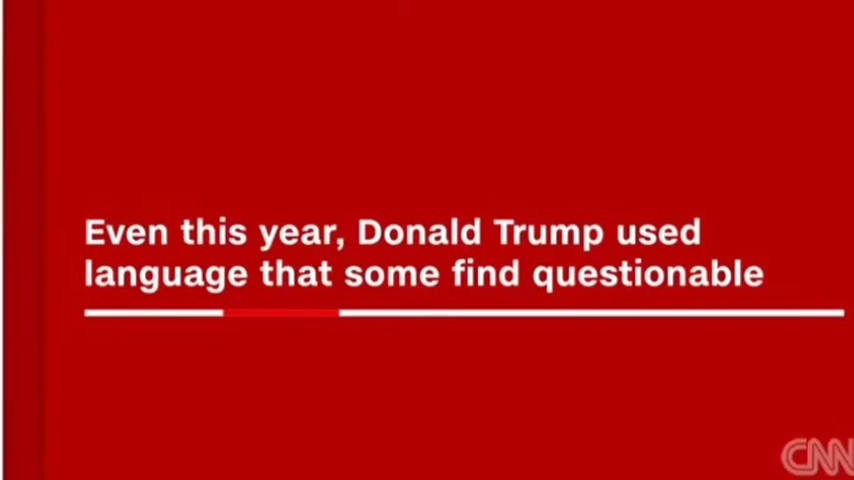 Even this year, Donald Trump used
language that some find questionable
CNN